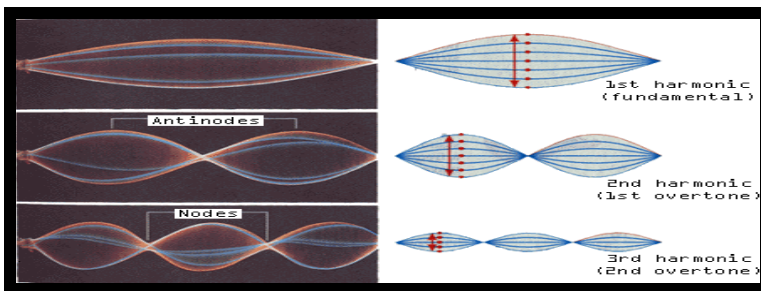 1st harmonic
(fundamental)
Antinodes
2nd harmonic
(1st overtone)
Nodes
3rd harmonic
(2nd overtone)